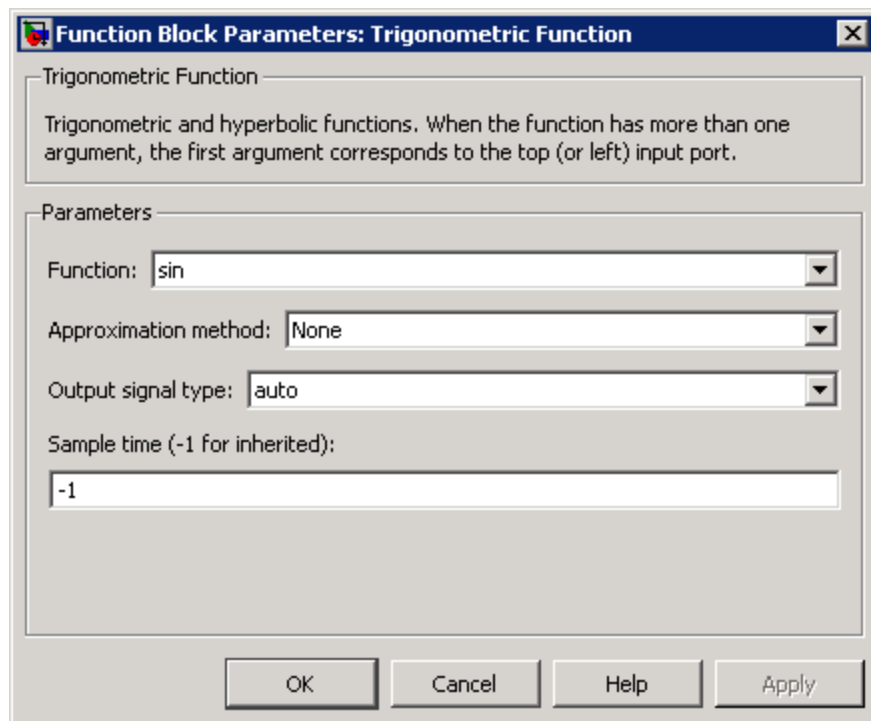 Function Block Parameters: Trigonometric Function
Trigonometric Function
Trigonometric and hyperbolic functions. When the function has more than one
argument, the first argument corresponds to the top (or left) input port.
Parameters
Function: sin
Approximation method: None
Output signal type: auto
Sample time (-1 for inherited):
-1
OK Cancel Help Apply